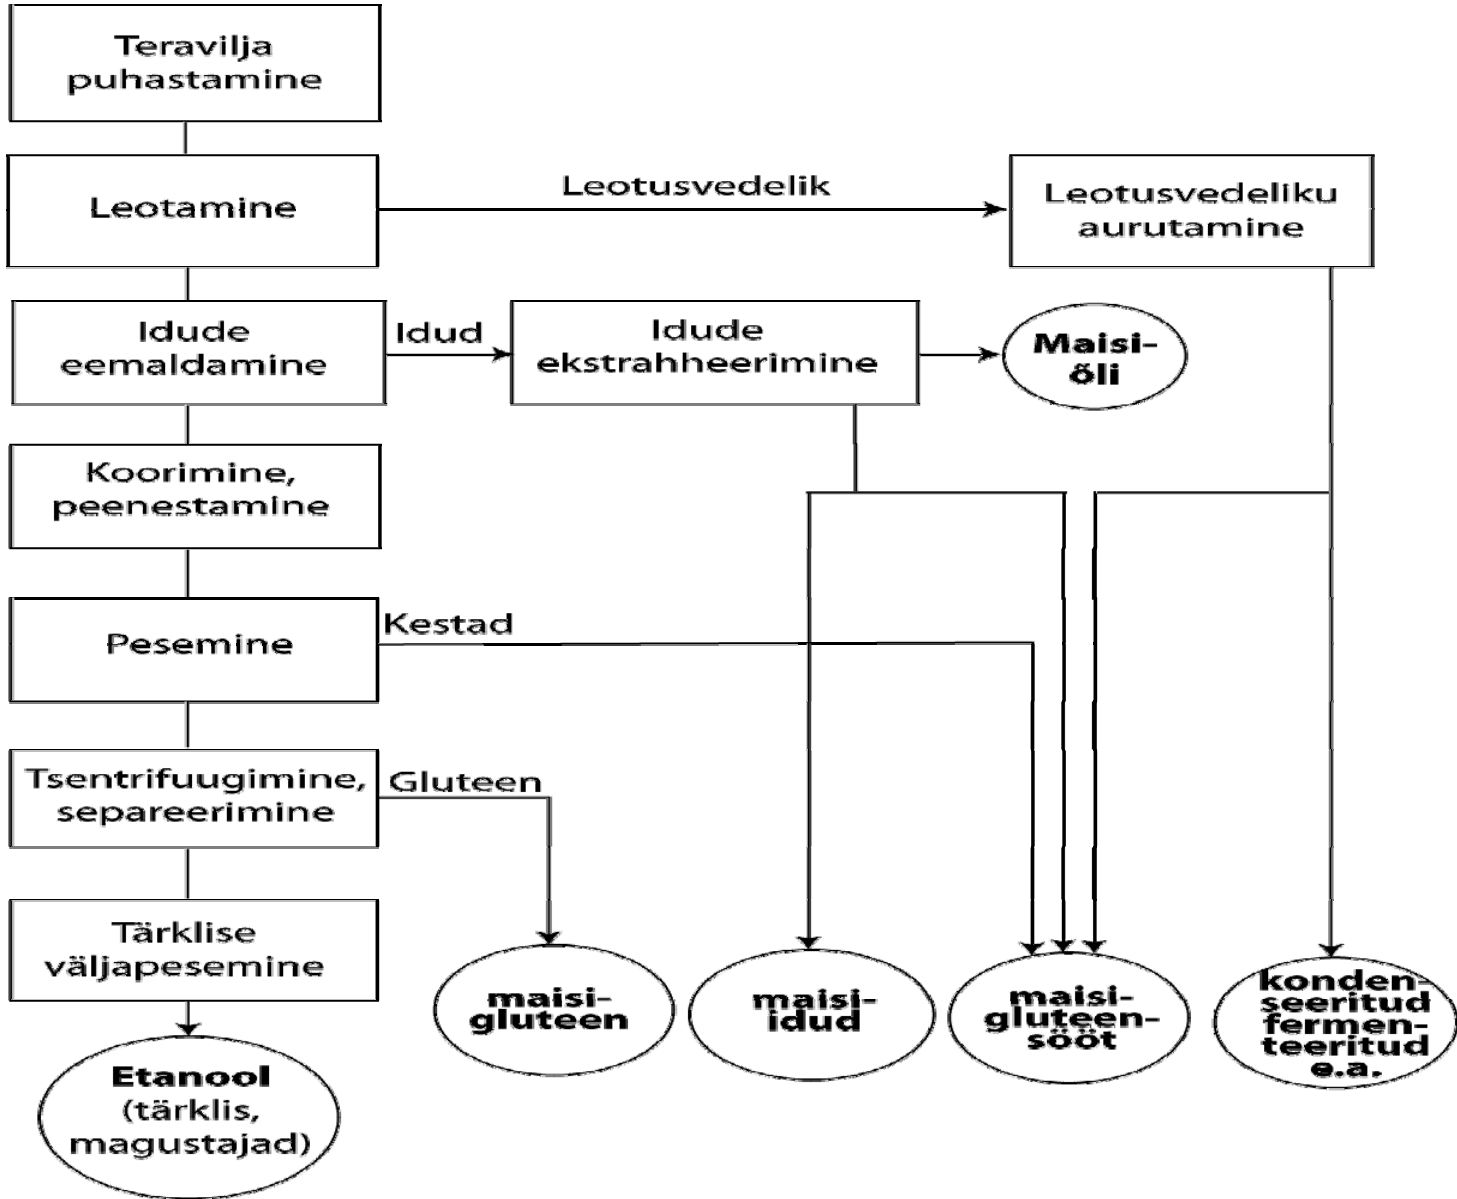 Teravilja
puhastamine
Leotamine
Leotusvedelik
Leotusvedeliku
aurutamine
Idude
eemaldamine
Idud
Idude
ekstrahheerimine
Maisi-
õli
Koorimine,
peenestamine
Pesemine
Kestad
Tsentrifuugimine,
separeerimine
Gluteen
Tärklise
väljapesemine
maisi-
gluteen
maisi-
idud
maisi-
gluteen-
sööt
konden-
seeritud
fermen-
teeritud
e.a.
Etanool
(tärklis,
magustajad)